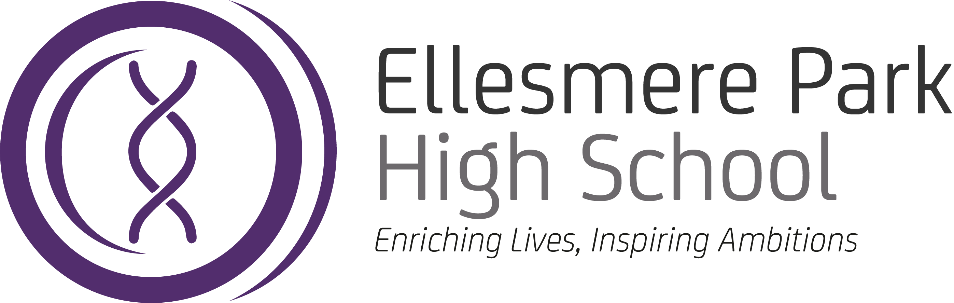 Ellesmere Park
High School
Enriching Lives, Inspiring Ambitions